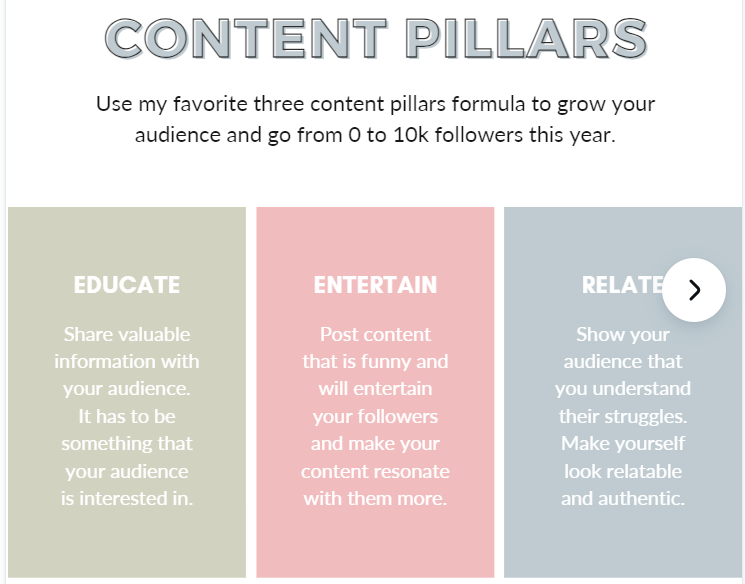 CONTENT PILLARS
Use my favorite three content pillars formula to grow your
audience and go from 0 to 10k followers this year.
EDUCATE
Share valuable
information with
your audience.
It has to be
something that
your audience
is interested in.
ENTERTAIN
Post content
that is funny and
will entertain
your followers
and make your
content resonate
with them more.
RELATE
Show your
audience that
you understand
their struggles.
Make yourself
look relatable
and authentic.